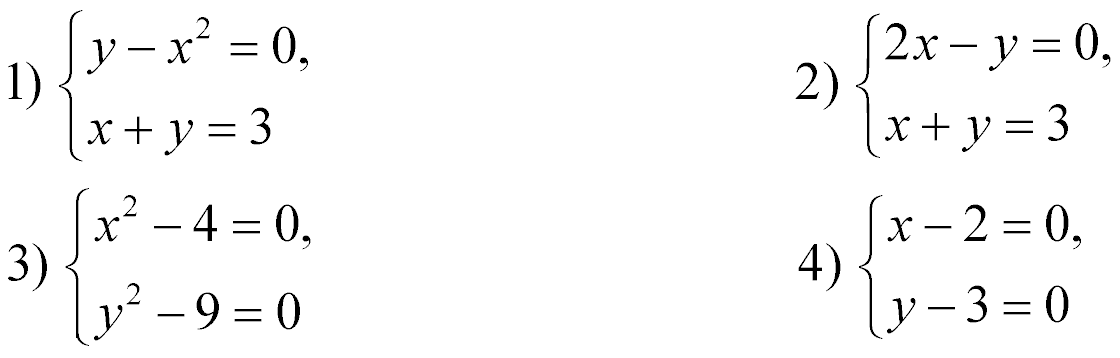 1) { y − x² = 0, x + y = 3
2) { 2x − y = 0, x + y = 3
3) { x² − 4 = 0, y² − 9 = 0
4) { x − 2 = 0, y − 3 = 0